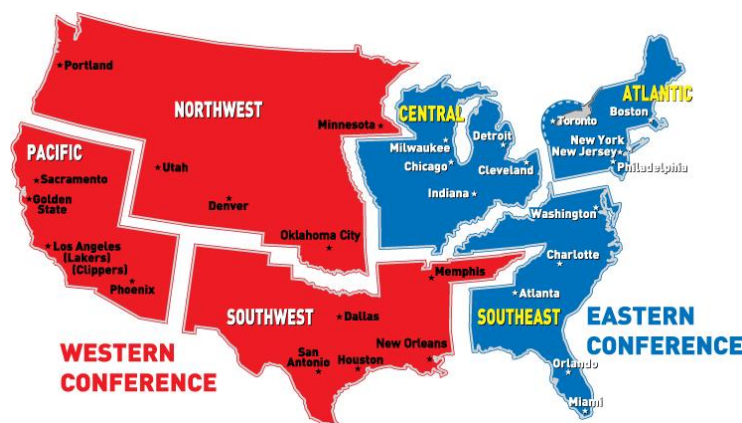 Portland
NORTHWEST
Minnesota
PACIFIC
Sacramento
Golden
State
Utah
Denver
Oklahoma City
Los Angeles
(Lakers)
(Clippers)
Phoenix
SOUTHWEST
Dallas
Memphis
San
Antonio
Houston
New Orleans
WESTERN
CONFERENCE
CENTRAL
Milwaukee
Chicago
Detroit
Cleveland
Indiana
ATLANTIC
Boston
Toronto
New York
New Jersey
Philadelphia
Washington
Charlotte
Atlanta
SOUTHEAST
Orlando
Miami
EASTERN
CONFERENCE